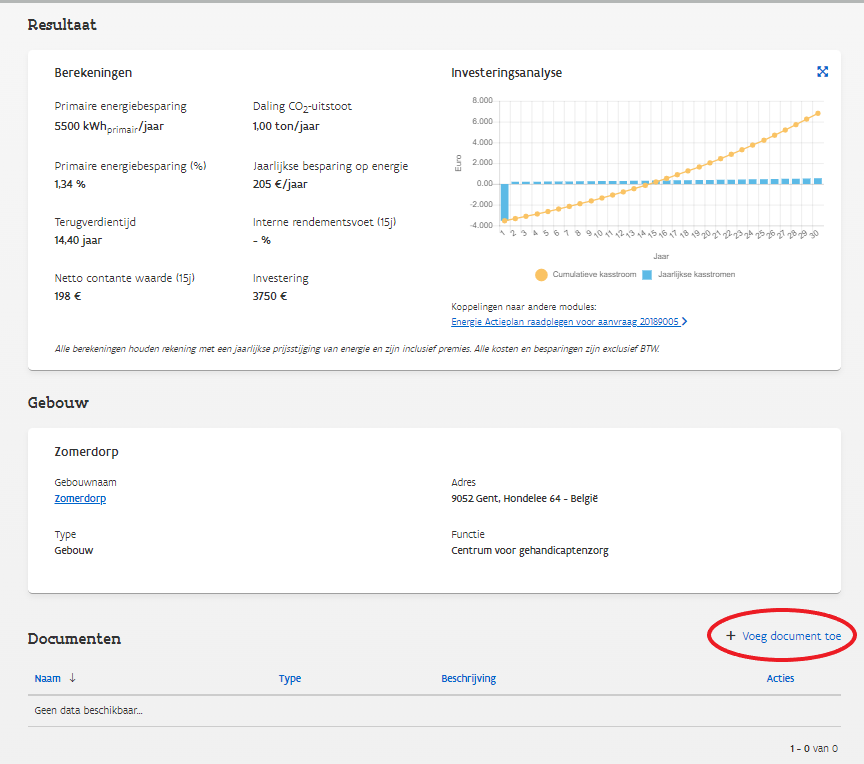 Resultaat
Berekeningen
Primaire energiebesparing
5500 kWhprimair/jaar
Daling CO2-uitstoot
1,00 ton/jaar
Primaire energiebesparing (%)
1,34 %
Jaarlijkse besparing op energie
205 €/jaar
Terugverdientijd
14,40 jaar
Interne rendementsvoet (15j)
- %
Netto contante waarde (15j)
198 €
Investering
3750 €
Investeringsanalyse
8.000
6.000
4.000
2.000
0.00
-2.000
-4.000
Euro
1 2 3 4 5 6 7 8 9 10 11 12 13 14 15 16 17 18 19 20 21 22 23 24 25 26 27 28 29 30
Jaar
Cumulatieve kasstroom Jaarlijkse kasstromen
Koppelingen naar andere modules:
Energie Actieplan raadplegen voor aanvraag 20189005
Alle berekeningen houden rekening met een jaarlijkse prijsstijging van energie en zijn inclusief premies. Alle kosten en besparingen zijn exclusief BTW.
Gebouw
Zomerdorp
Gebouwnaam
Zomerdorp
Adres
9052 Gent, Hondelee 64 - België
Type
Gebouw
Functie
Centrum voor gehandicaptenzorg
Documenten
+ Voeg document toe
Naam ↓ Type Beschrijving Acties
Geen data beschikbaar...
1 - 0 van 0